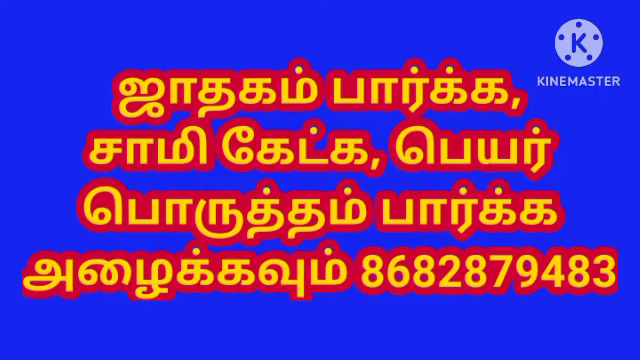 KINEMASTER
ஜாதகம் பார்க்க,
சாமி கேட்க, பெயர்
பொருத்தம் பார்க்க
அழைக்கவும் 8682879483